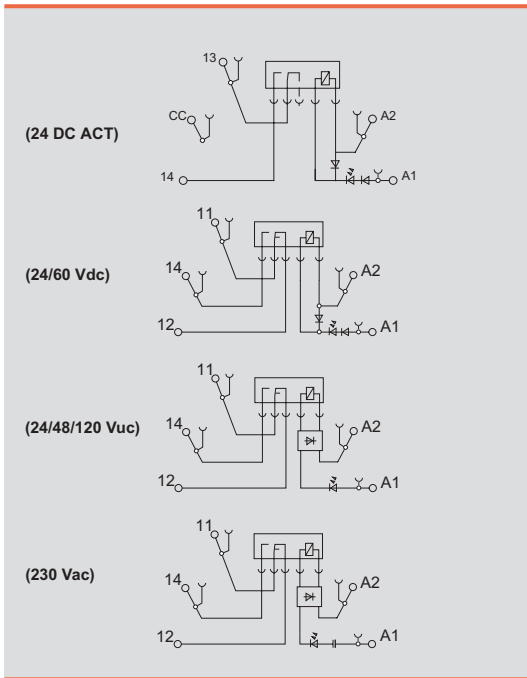 13
CC
A2
(24 DC ACT)
14
A1
11
14
A2
(24/60 Vdc)
12
A1
11
14
A2
(24/48/120 Vuc)
12
A1
11
14
A2
(230 Vac)
12
A1